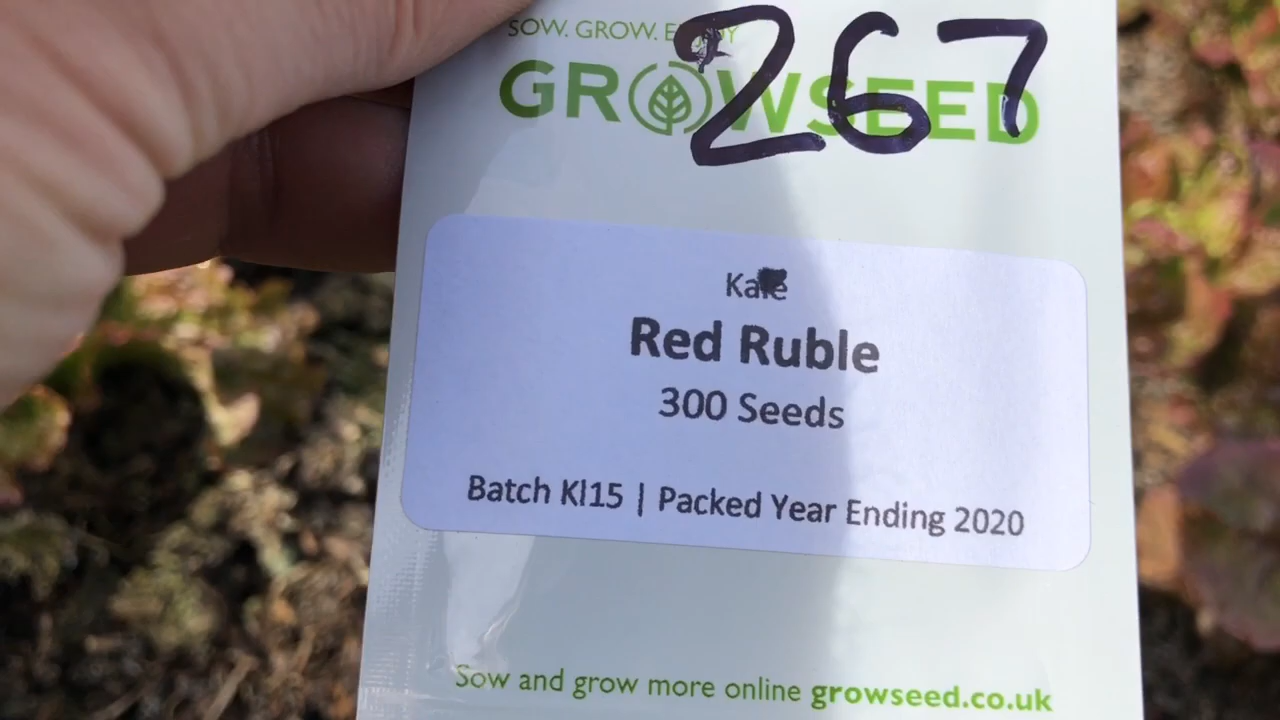 267
SOW. GROW. ENJOY
GROWSEED
Kale
Red Ruble
300 Seeds
Batch Kl15 | Packed Year Ending 2020
Sow and grow more online growseed.co.uk